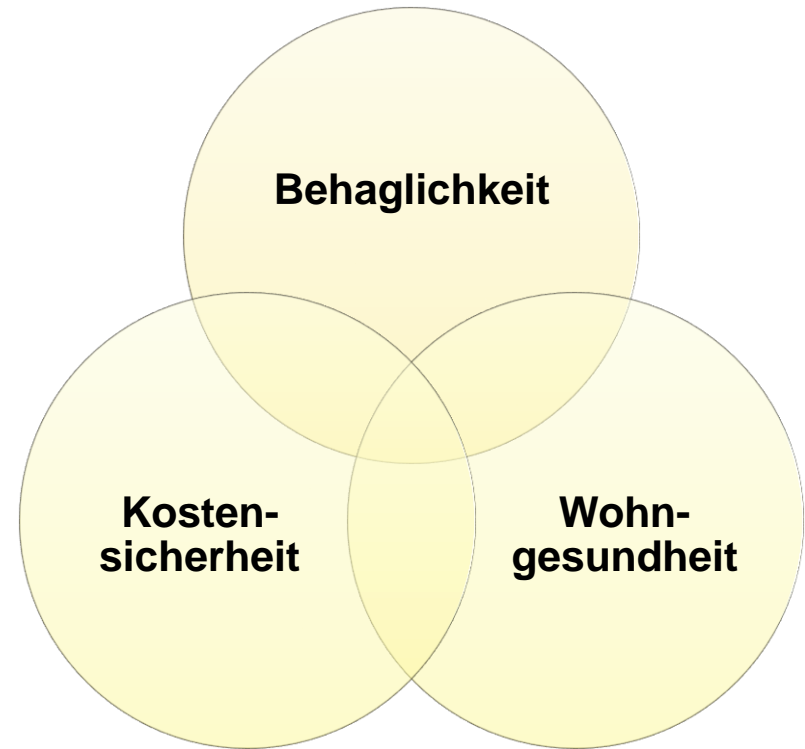 Behaglichkeit
Kosten-
sicherheit
Wohn-
gesundheit